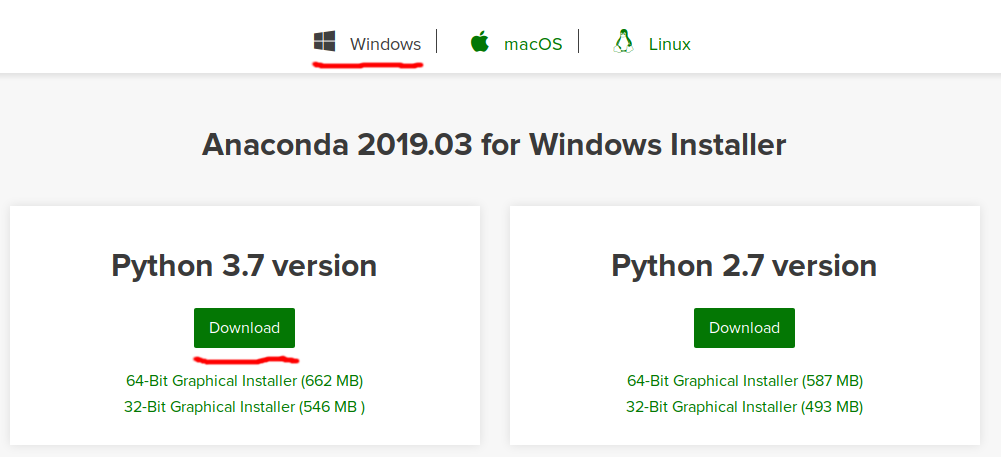 Windows macOS Linux
Anaconda 2019.03 for Windows Installer
Python 3.7 version
Download
64-Bit Graphical Installer (662 MB)
32-Bit Graphical Installer (546 MB )
Python 2.7 version
Download
64-Bit Graphical Installer (587 MB)
32-Bit Graphical Installer (493 MB)